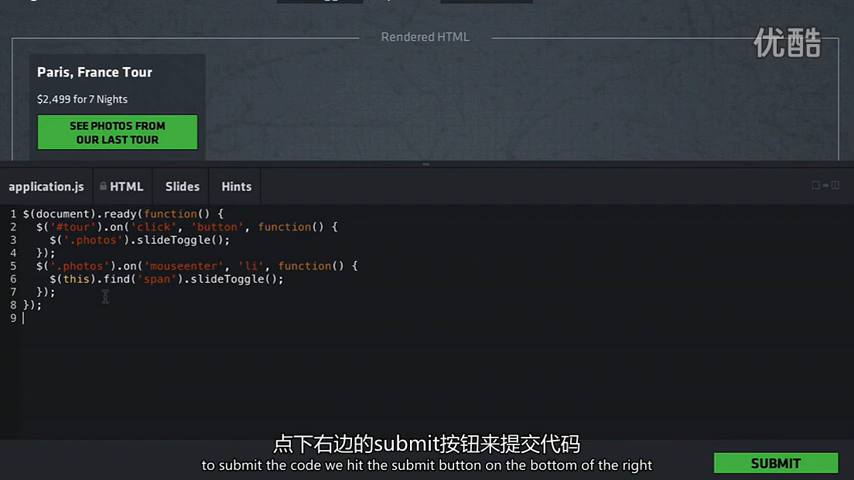 Rendered HTML
优酷
Paris, France Tour
$2,499 for 7 Nights
SEE PHOTOS FROM
OUR LAST TOUR
application.js HTML Slides Hints
1 $(document).ready(function() {
2   $('#tour').on('click', 'button', function() {
3     $('.photos').slideToggle();
4   });
5   $('.photos').on('mouseenter', 'li', function() {
6     $(this).find('span').slideToggle();
7   });
8 });
9
点下右边的submit按钮来提交代码
to submit the code we hit the submit button on the bottom of the right
SUBMIT